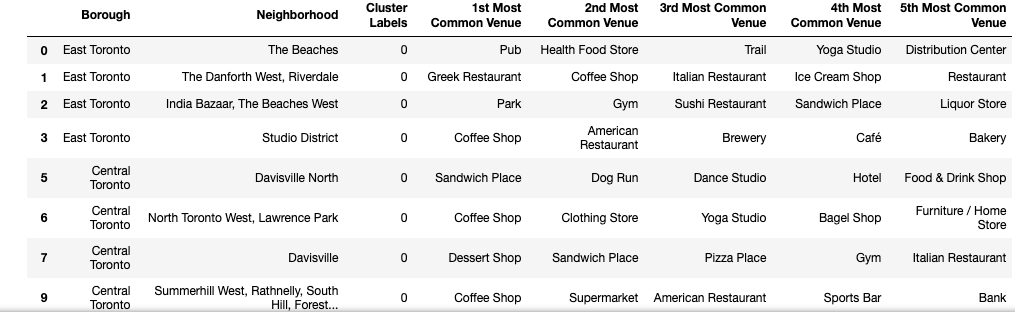 Borough Neighborhood Cluster Labels 1st Most Common Venue 2nd Most Common Venue 3rd Most Common Venue 4th Most Common Venue 5th Most Common Venue
0 East Toronto The Beaches 0 Pub Health Food Store Trail Yoga Studio Distribution Center
1 East Toronto The Danforth West, Riverdale 0 Greek Restaurant Coffee Shop Italian Restaurant Ice Cream Shop Restaurant
2 East Toronto India Bazaar, The Beaches West 0 Park Gym Sushi Restaurant Sandwich Place Liquor Store
3 East Toronto Studio District 0 Coffee Shop American Restaurant Brewery Café Bakery
5 Central Toronto Davisville North 0 Sandwich Place Dog Run Dance Studio Hotel Food & Drink Shop
6 Central Toronto North Toronto West, Lawrence Park 0 Coffee Shop Clothing Store Yoga Studio Bagel Shop Furniture / Home Store
7 Central Toronto Davisville 0 Dessert Shop Sandwich Place Pizza Place Gym Italian Restaurant
9 Central Toronto Summerhill West, Rathnelly, South Hill, Forest... 0 Coffee Shop Supermarket American Restaurant Sports Bar Bank